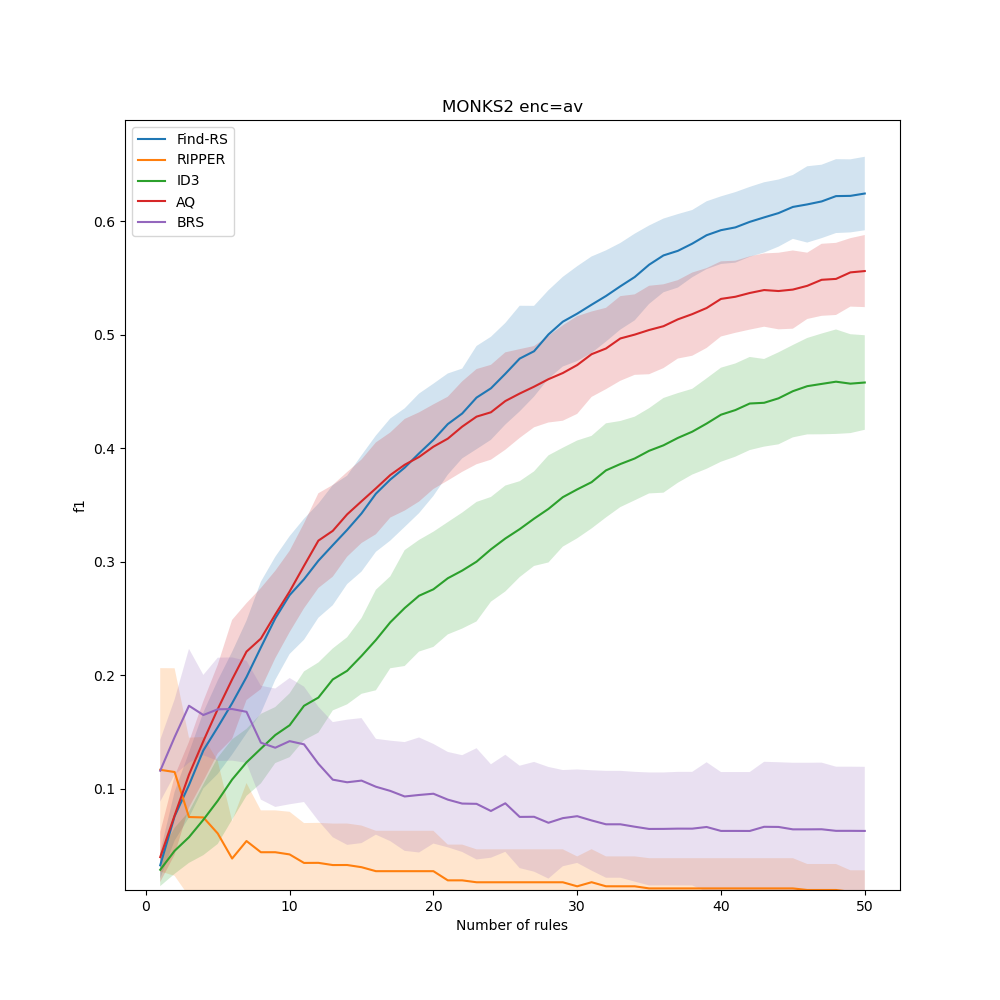 MONKS2 enc=av
Find-RS
RIPPER
ID3
AQ
BRS
f1
0.6
0.5
0.4
0.3
0.2
0.1
0 10 20 30 40 50
Number of rules